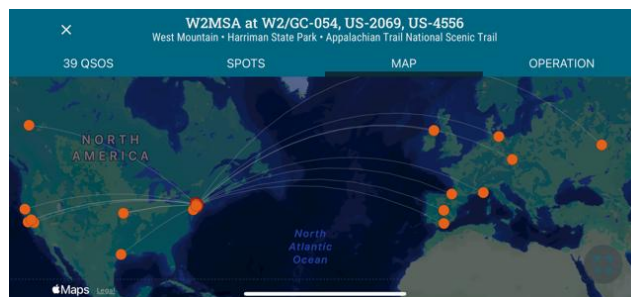 W2MSA at W2/GC-054, US-2069, US-4556
West Mountain • Harriman State Park • Appalachian Trail National Scenic Trail
39 QSOS
SPOTS
MAP
OPERATION
NORTH
AMERICA
North
Atlantic
Ocean
Maps Legal